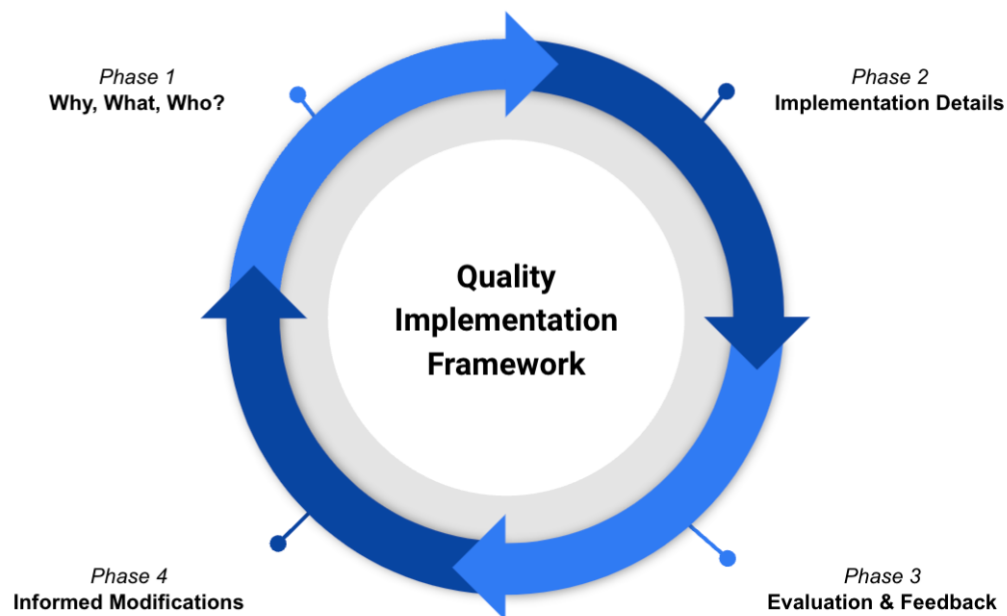 Phase 1
Why, What, Who?
Phase 2
Implementation Details
Quality
Implementation
Framework
Phase 4
Informed Modifications
Phase 3
Evaluation & Feedback